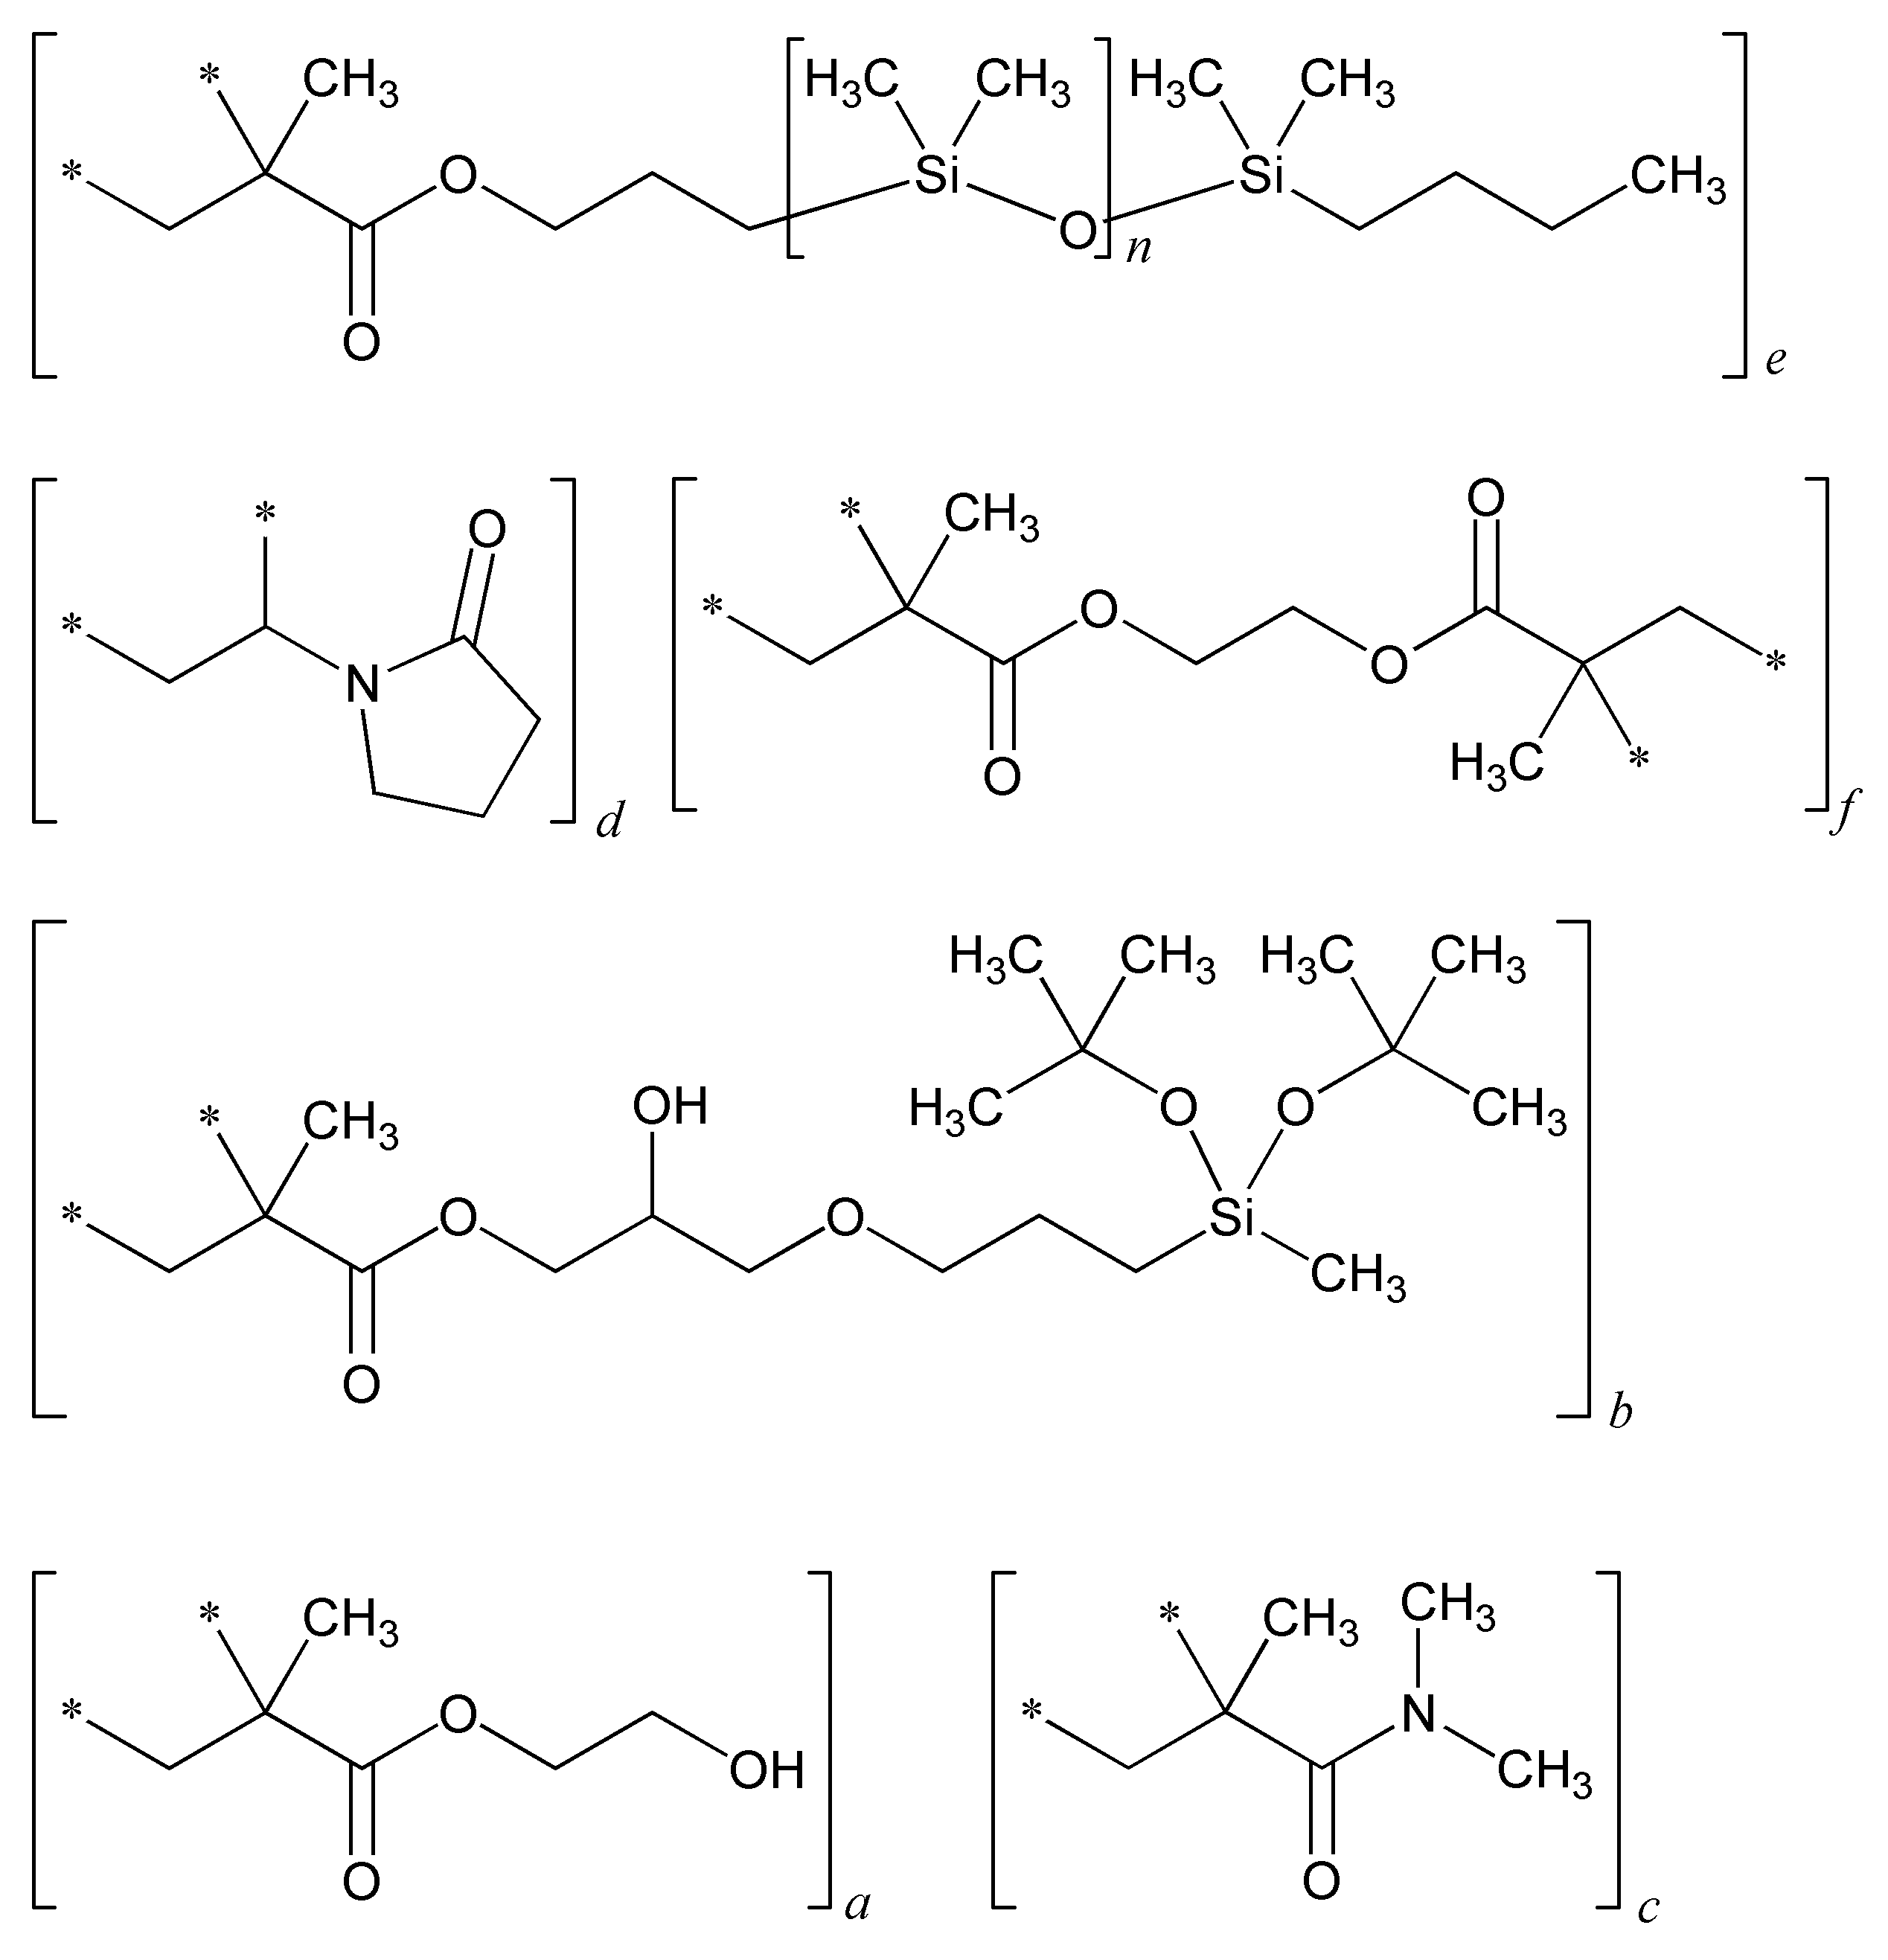 * CH3 H3C CH3 H3C CH3
* O Si Si CH3
O n
O e
* O * CH3 O
* * O
N O *
O H3C *
d f
H3C CH3 H3C CH3
* CH3 OH H3C O O CH3
* O O Si
CH3
O b
* CH3 * CH3 CH3
* O * N
OH CH3
O a O c